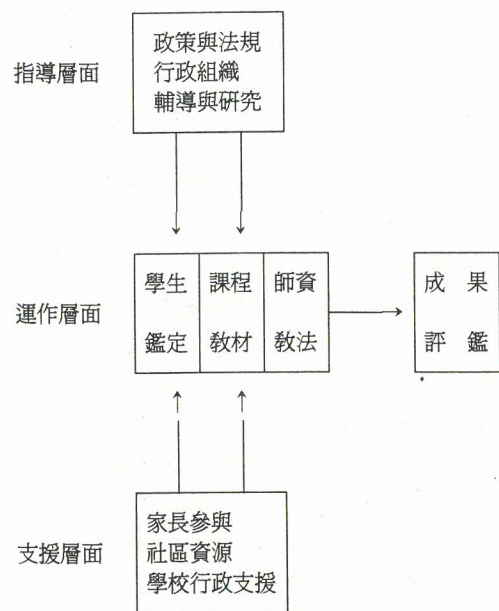 政策與法規
指導層面
行政組織
輔導與研究
學生 課程 師資 成 果
運作層面
鑑定 教材 教法 評 鑑
家長參與
支援層面
社區資源
學校行政支援